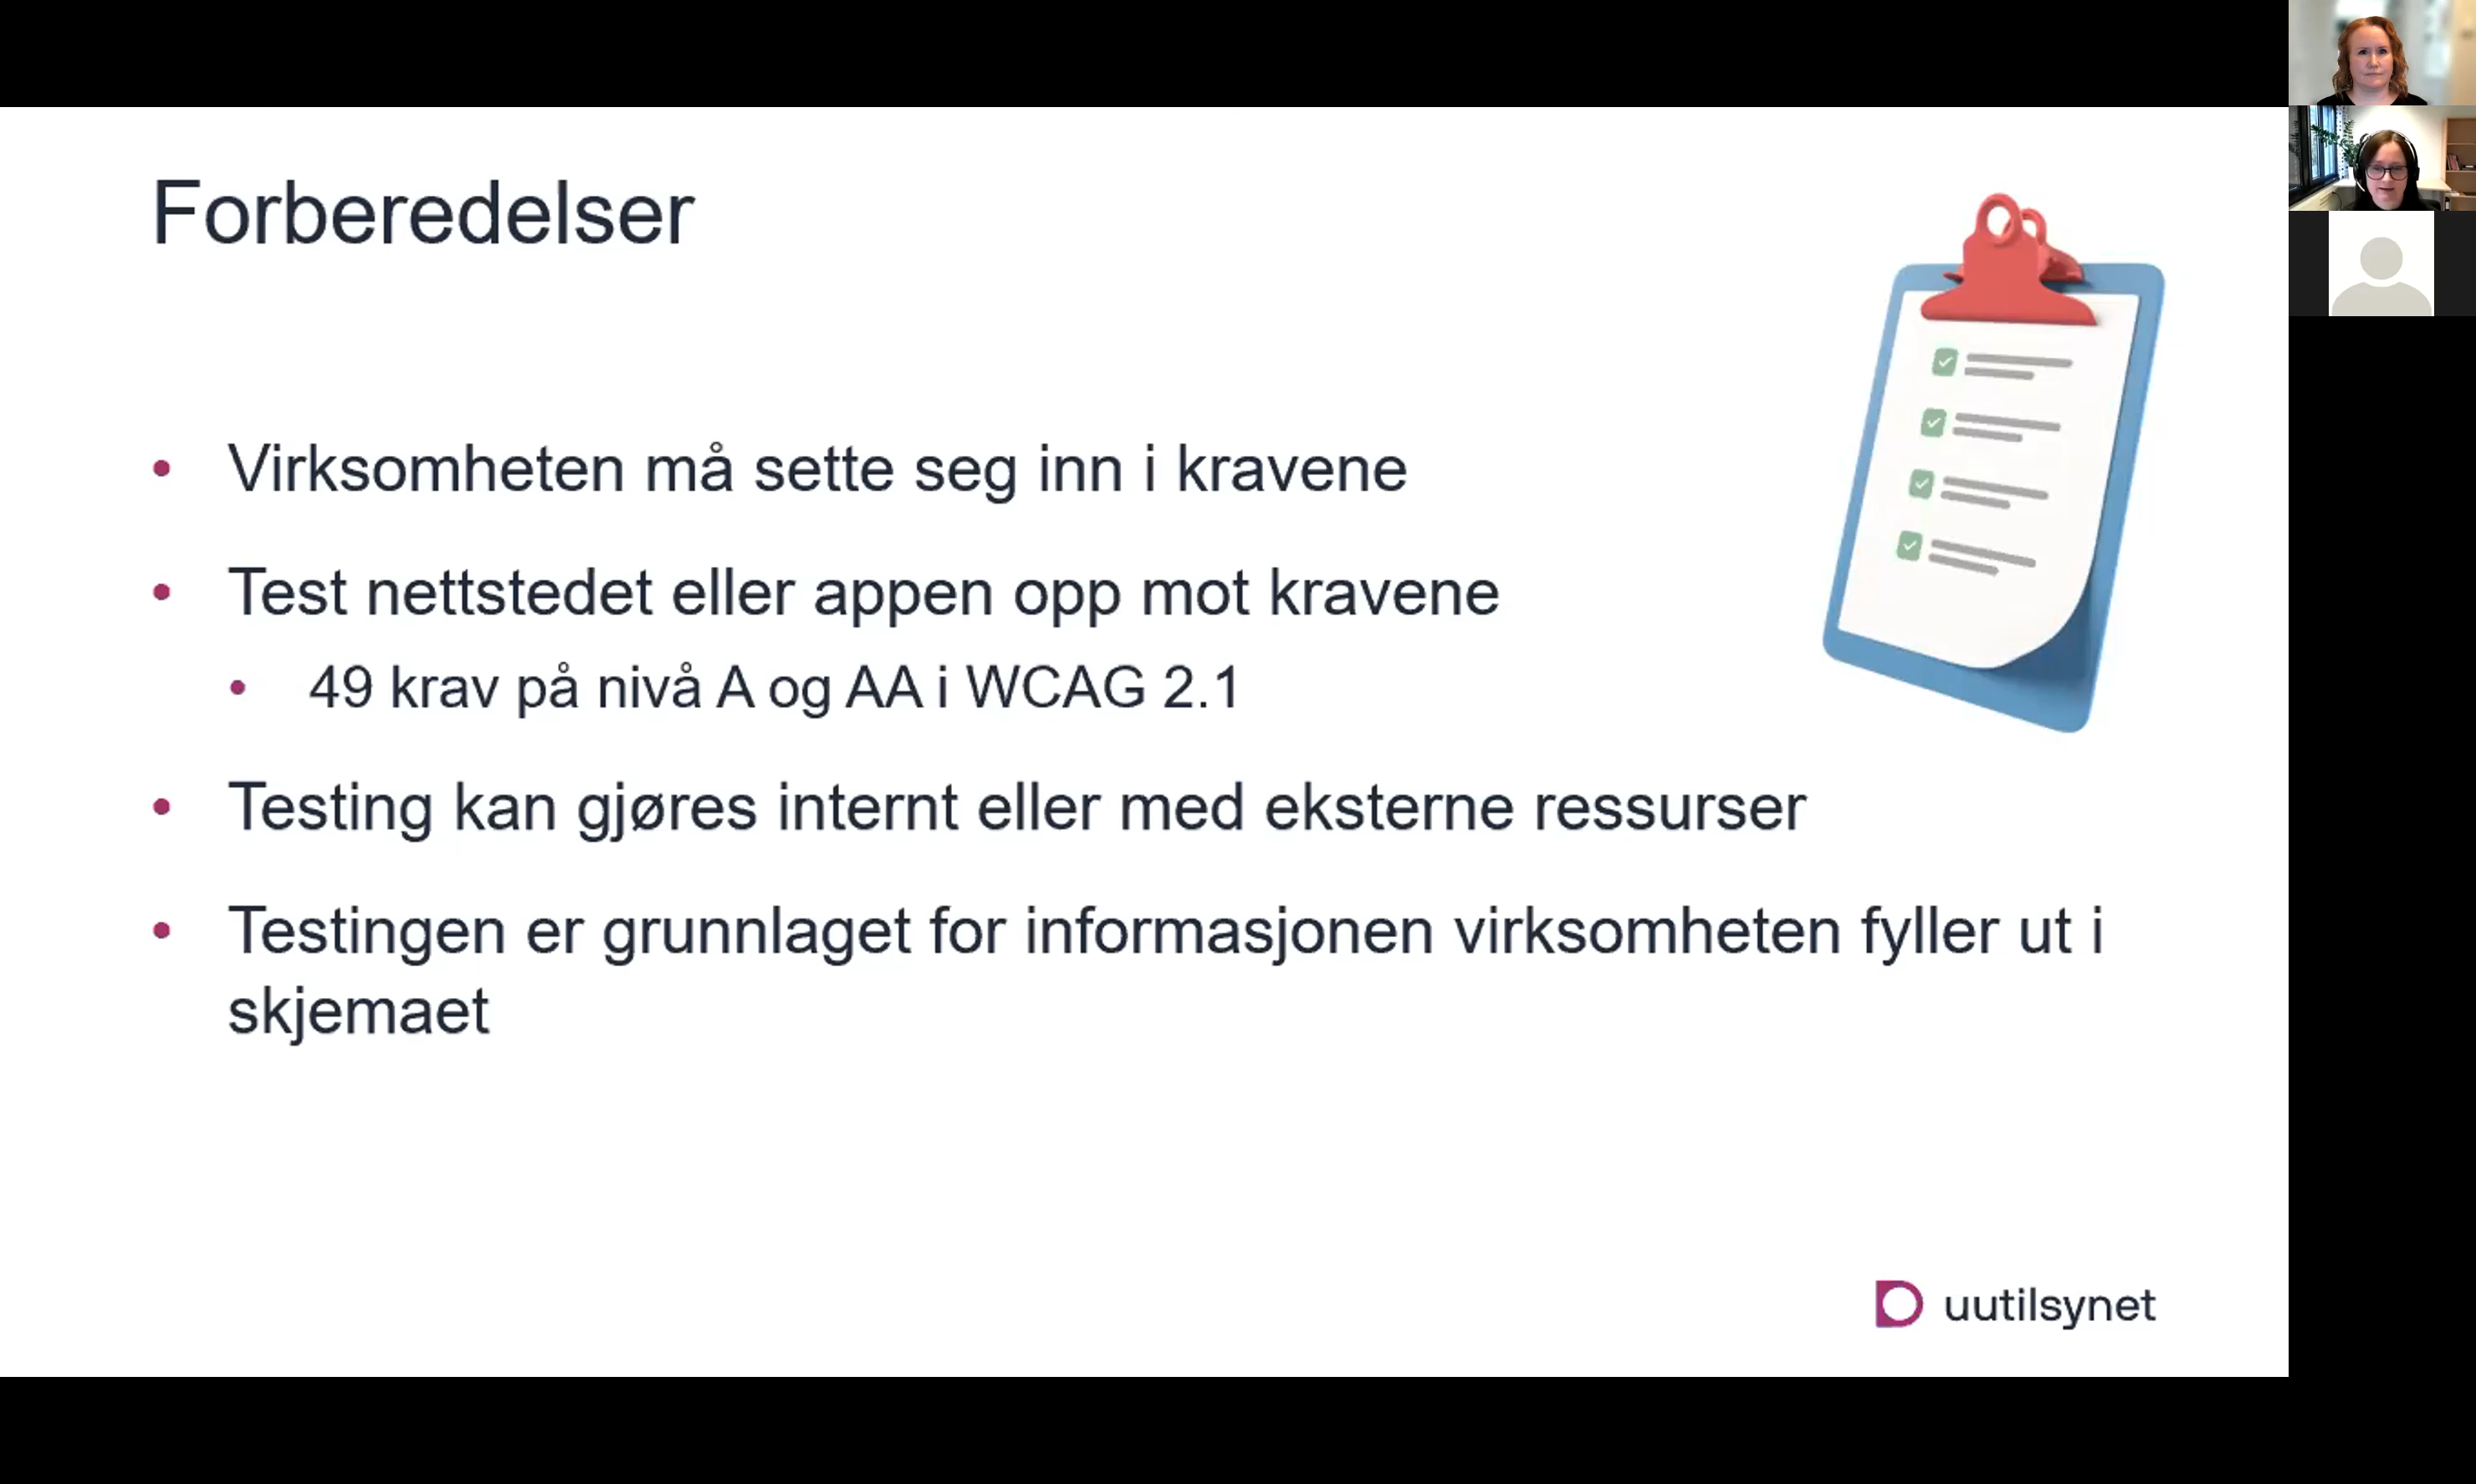 Forberedelser
Virksomheten må sette seg inn i kravene
Test nettstedet eller appen opp mot kravene
49 krav på nivå A og AA i WCAG 2.1
Testing kan gjøres internt eller med eksterne ressurser
Testingen er grunnlaget for informasjonen virksomheten fyller ut i
skjemaet
uutilsynet